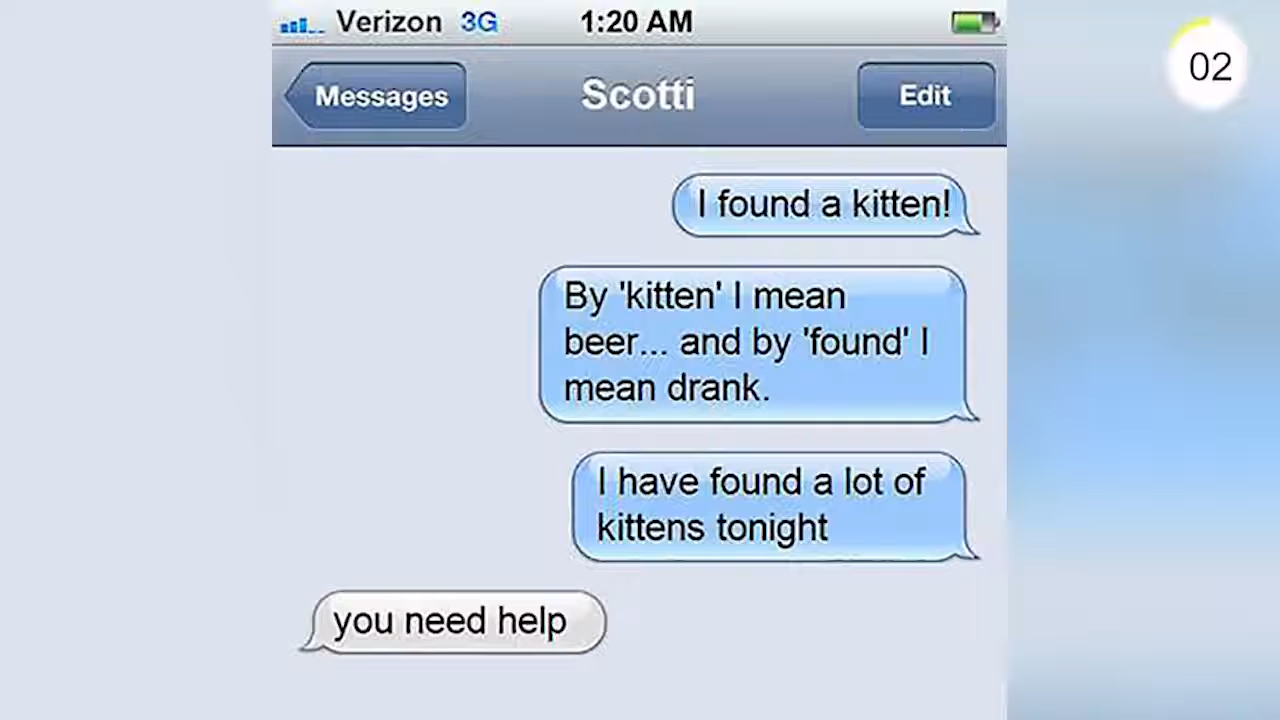 Verizon 3G 1:20 AM
02
Messages Scotti Edit
I found a kitten!
By 'kitten' I mean
beer... and by 'found' I
mean drank.
I have found a lot of
kittens tonight
you need help